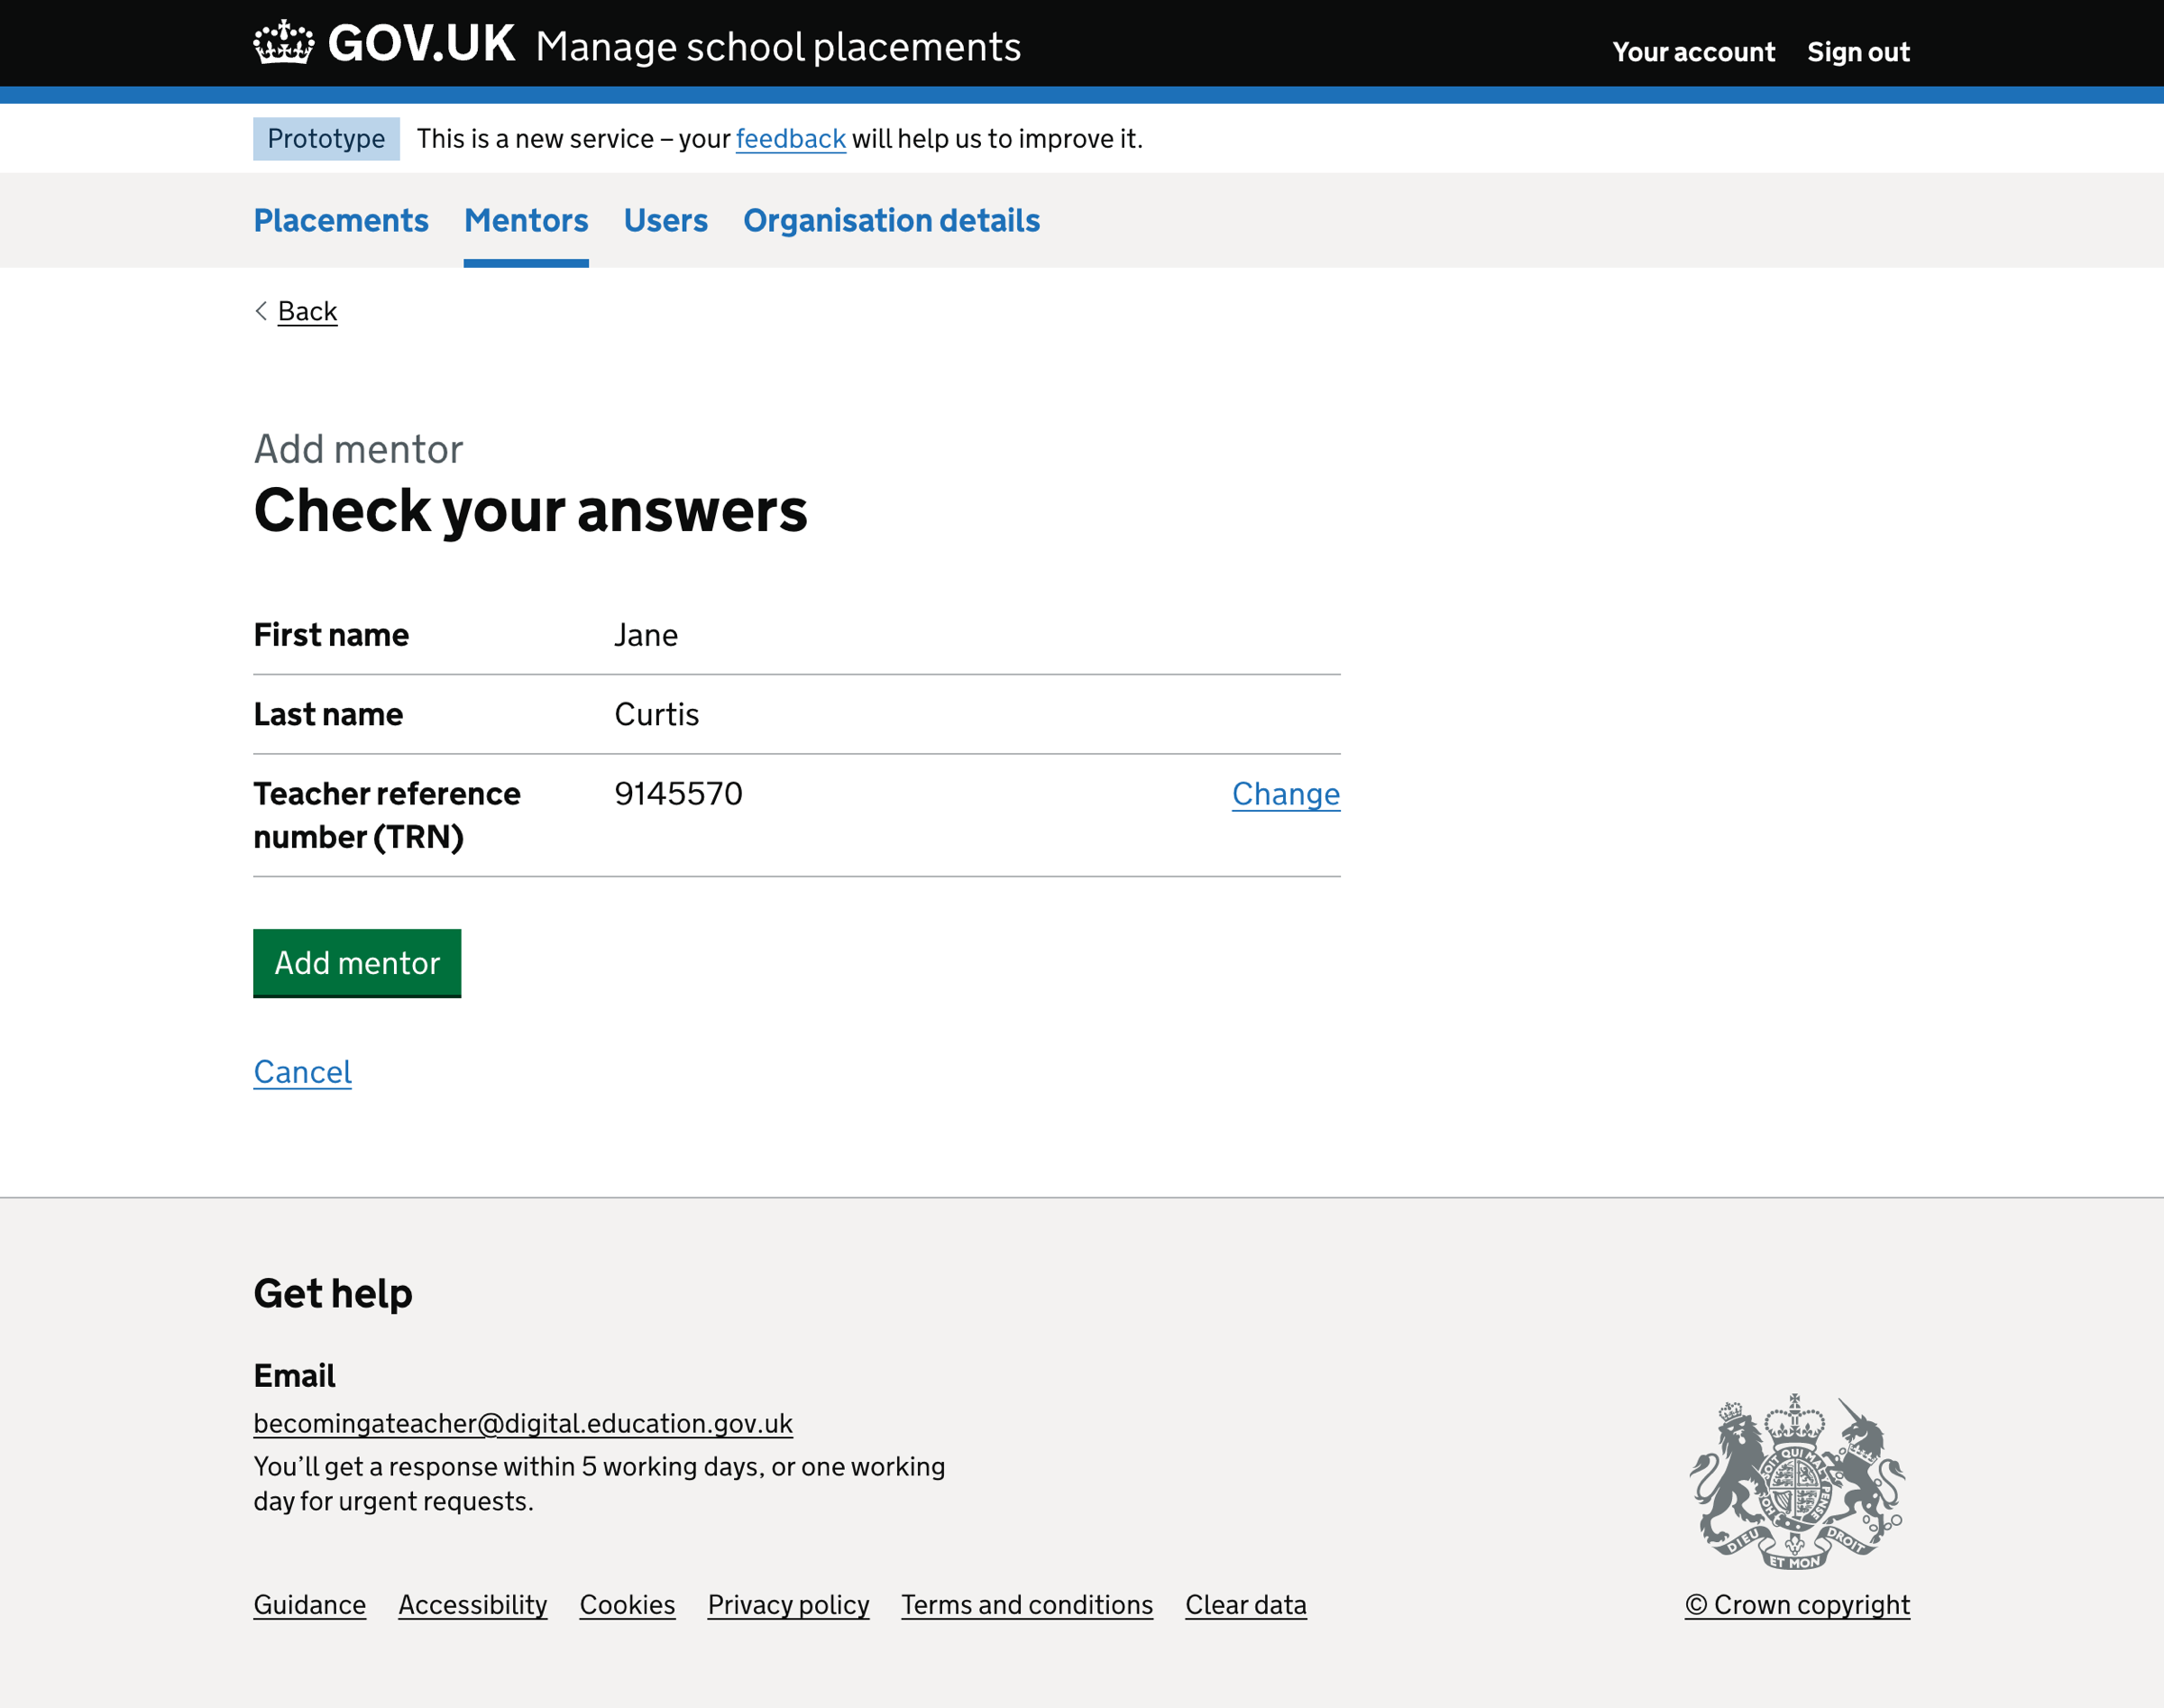 GOV.UK Manage school placements
Your account Sign out
Prototype This is a new service – your feedback will help us to improve it.
Placements Mentors Users Organisation details
Back
Add mentor
Check your answers
First name Jane
Last name Curtis
Teacher reference 9145570 Change
number (TRN)
Add mentor
Cancel
Get help
Email
becomingateacher@digital.education.gov.uk
You’ll get a response within 5 working days, or one working
day for urgent requests.
DIEU ET MON DROIT
Guidance Accessibility Cookies Privacy policy Terms and conditions Clear data
© Crown copyright